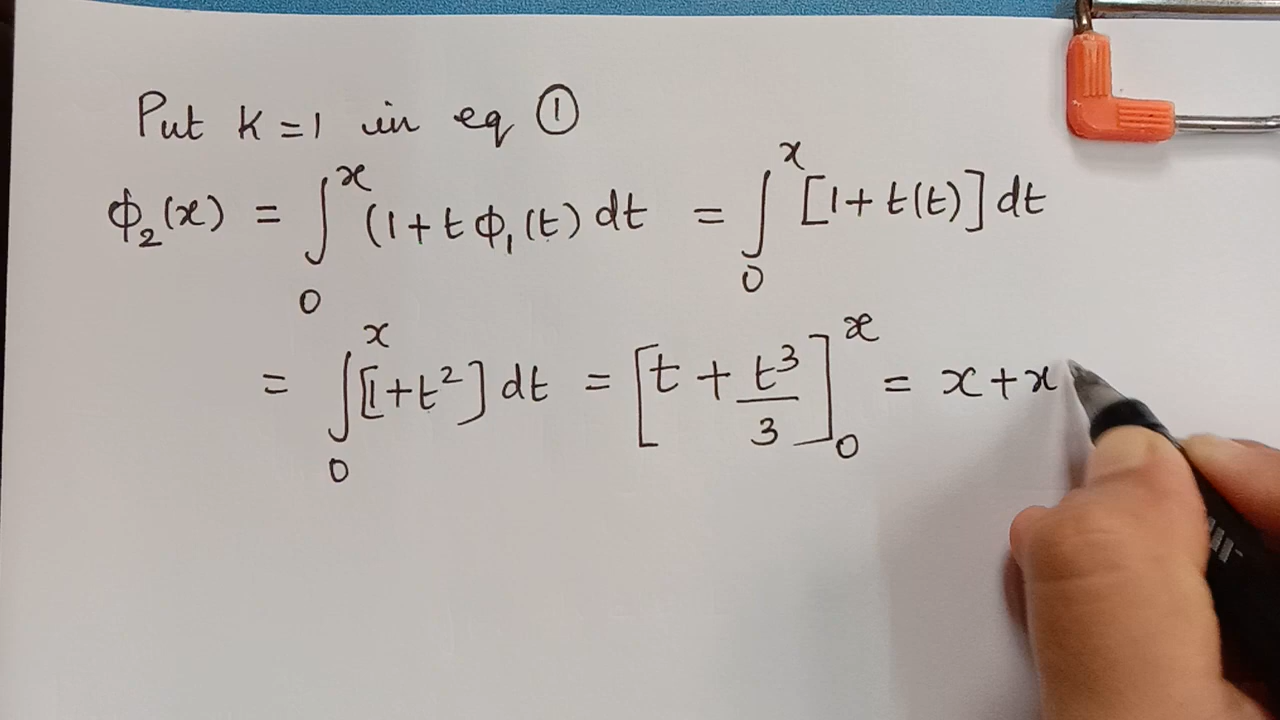 Put K=1 in eq ①
ϕ₂(x) = ∫₀ˣ (1+t ϕ₁(t) dt = ∫₀ˣ [1+t(t)] dt
= ∫₀ˣ [1+t²] dt = [t + t³/3]₀ˣ = x+x